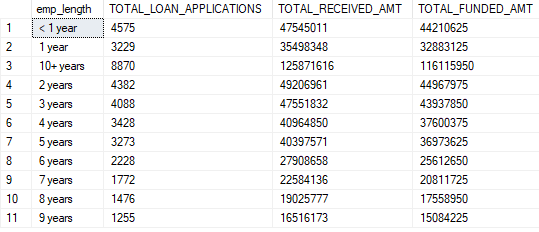 emp_length TOTAL_LOAN_APPLICATIONS TOTAL_RECEIVED_AMT TOTAL_FUNDED_AMT
1 < 1 year 4575 47545011 44210625
2 1 year 3229 35498348 32883125
3 10+ years 8870 125871616 116115950
4 2 years 4382 49206961 44967975
5 3 years 4088 47551832 43937850
6 4 years 3428 40964850 37600375
7 5 years 3273 40397571 36973625
8 6 years 2228 27908658 25612650
9 7 years 1772 22584136 20811725
10 8 years 1476 19025777 17558950
11 9 years 1255 16516173 15084225